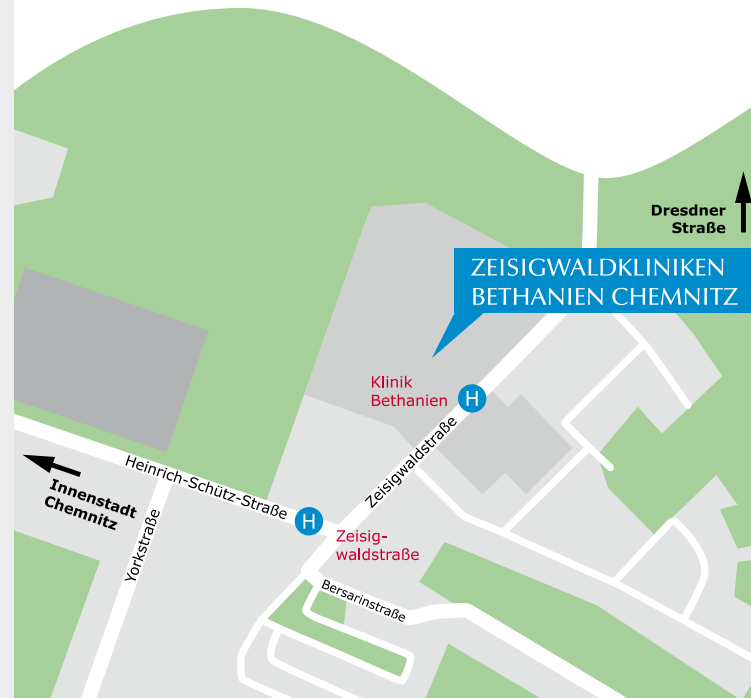 Dresdner
Straße
ZEISIGWALDKLINIKEN
BETHANIEN CHEMNITZ
Klinik
Bethanien
H
Zeisigwaldstraße
Heinrich-Schütz-Straße
Innenstadt
Chemnitz
H
Zeisig-
waldstraße
Yorkstraße
Bersarinstraße